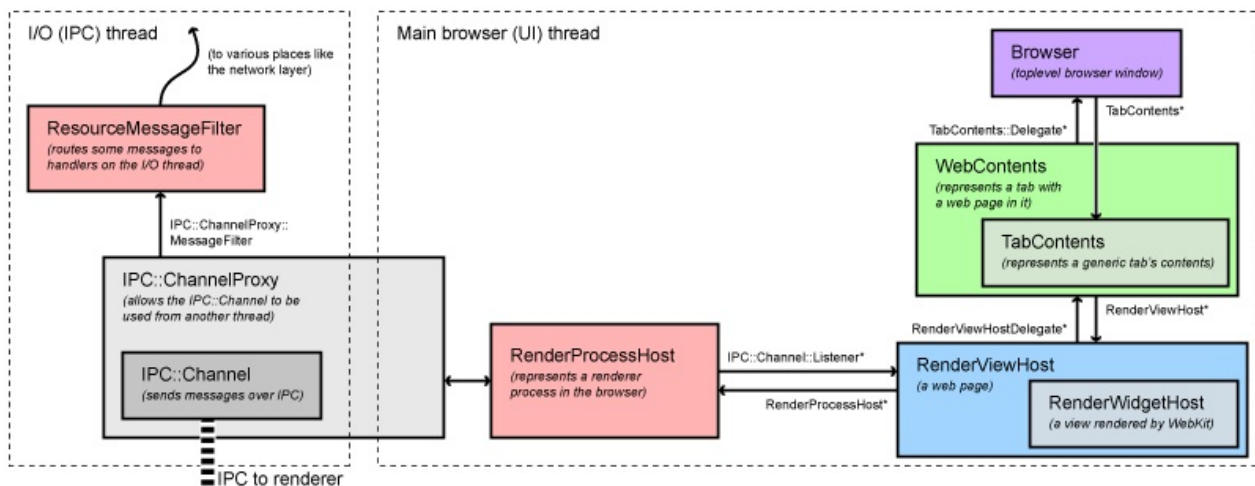 I/O (IPC) thread
(to various places like
the network layer)
ResourceMessageFilter
(routes some messages to
handlers on the I/O thread)
IPC::ChannelProxy::
MessageFilter
IPC::ChannelProxy
(allows the IPC::Channel to be
used from another thread)
IPC::Channel
(sends messages over IPC)
IPC to renderer
Main browser (UI) thread
Browser
(toplevel browser window)
TabContents*
TabContents::Delegate*
WebContents
(represents a tab with
a web page in it)
TabContents
(represents a generic tab's contents)
RenderViewHost*
RenderViewHostDelegate*
RenderProcessHost
(represents a renderer
process in the browser)
IPC::Channel::Listener*
RenderProcessHost*
RenderViewHost
(a web page)
RenderWidgetHost
(a view rendered by WebKit)